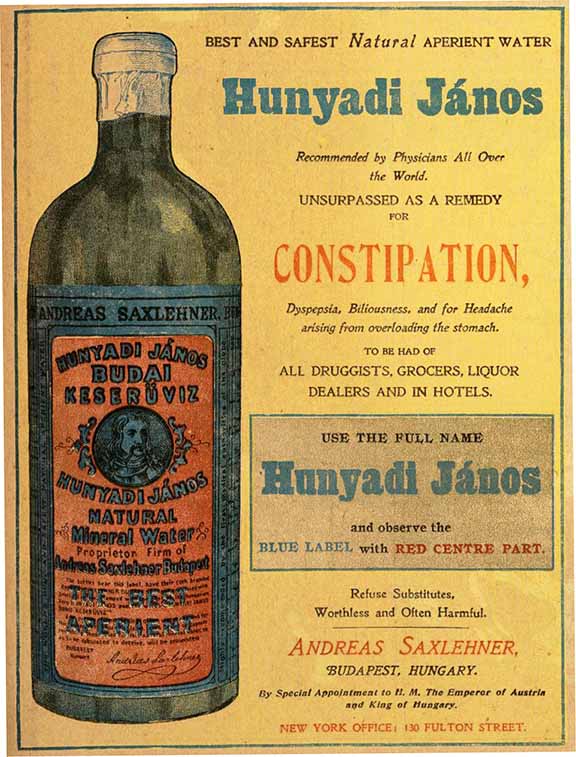 BEST AND SAFEST Natural APERIENT WATER
Hunyadi János
Recommended by Physicians All Over
the World.
UNSURPASSED AS A REMEDY
FOR
CONSTIPATION,
Dyspepsia, Biliousness, and for Headache
arising from overloading the stomach.
TO BE HAD OF
ALL DRUGGISTS, GROCERS, LIQUOR
DEALERS AND IN HOTELS.
USE THE FULL NAME
Hunyadi János
and observe the
BLUE LABEL with RED CENTRE PART.
Refuse Substitutes,
Worthless and Often Harmful.
ANDREAS SAXLEHNER,
BUDAPEST, HUNGARY.
By Special Appointment to H. M. The Emperor of Austria
and King of Hungary.
NEW YORK OFFICE: 130 FULTON STREET.
ANDREAS SAXLEHNER,
HUNYADI JÁNOS
BUDAI
KESERŰVIZ
HUNYADI JÁNOS
NATURAL
Mineral Water
Proprietor Firm of
Andreas Saxlehner Budapest
THE BEST
APERIENT
BUDAPEST
Andreas Saxlehner